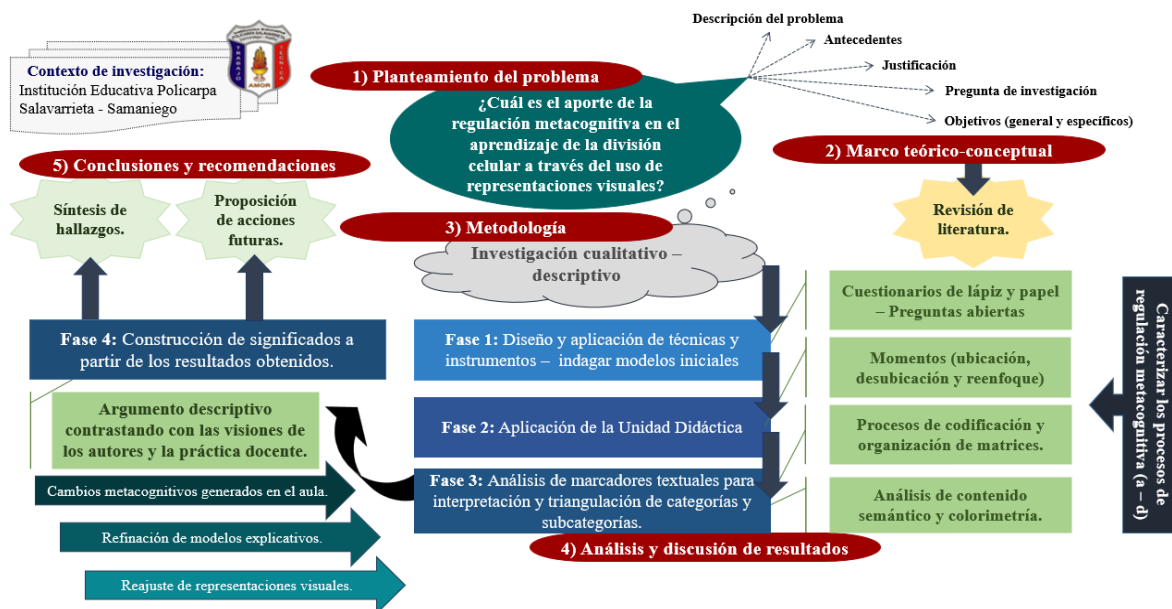 Contexto de investigación:
Institución Educativa Policarpa
Salavarrieta - Samaniego
POLICARPA SALAVARRIETA
TRABAJO
TECNICA
AMOR
1) Planteamiento del problema
¿Cuál es el aporte de la
regulación metacognitiva en el
aprendizaje de la división
celular a través del uso de
representaciones visuales?
Descripción del problema
Antecedentes
Justificación
Pregunta de investigación
Objetivos (general y específicos)
2) Marco teórico-conceptual
Revisión de
literatura.
5) Conclusiones y recomendaciones
Síntesis de
hallazgos.
Proposición
de acciones
futuras.
3) Metodología
Investigación cualitativo –
descriptivo
Fase 1: Diseño y aplicación de técnicas y
instrumentos – indagar modelos iniciales
Fase 2: Aplicación de la Unidad Didáctica
Fase 3: Análisis de marcadores textuales para
interpretación y triangulación de categorías y
subcategorías.
Cuestionarios de lápiz y papel
– Preguntas abiertas
Momentos (ubicación,
desubicación y reenfoque)
Procesos de codificación y
organización de matrices.
Análisis de contenido
semántico y colorimetría.
Caracterizar los procesos de
regulación metacognitiva (a – d)
4) Análisis y discusión de resultados
Fase 4: Construcción de significados a
partir de los resultados obtenidos.
Argumento descriptivo
contrastando con las visiones de
los autores y la práctica docente.
Cambios metacognitivos generados en el aula.
Refinación de modelos explicativos.
Reajuste de representaciones visuales.